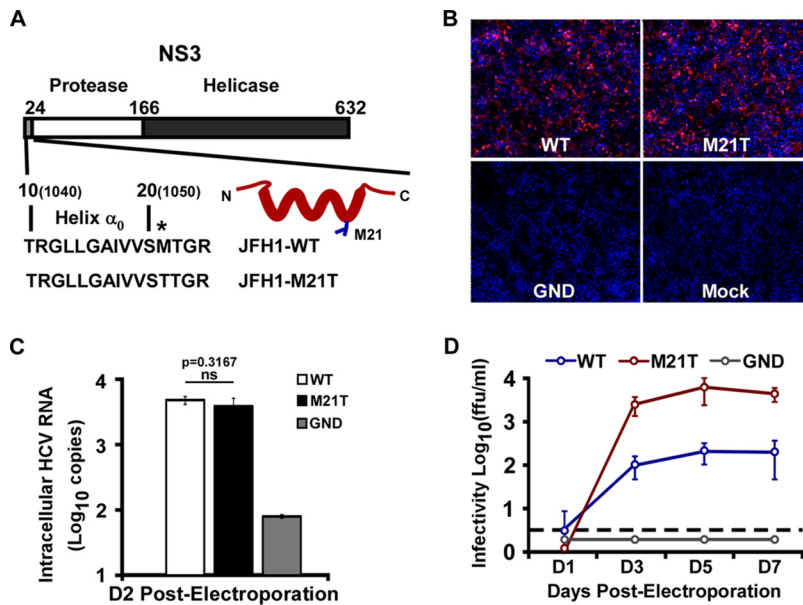 A
NS3
Protease Helicase
24 166 632
10(1040) 20(1050)
Helix α0 *
N C
M21
TRGLLGAIVVSMTGR JFH1-WT
TRGLLGAIVVSTTGR JFH1-M21T
B
WT M21T
GND Mock
C
Intracellular HCV RNA
(Log10 copies)
4
3
2
1
p=0.3167
ns
WT
M21T
GND
D2 Post-Electroporation
D
WT M21T GND
Infectivity Log10(ffu/ml)
4
3
2
1
0
D1 D3 D5 D7
Days Post-Electroporation